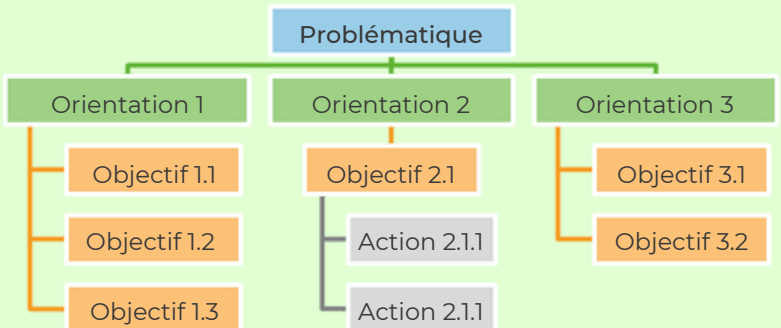 Problématique
Orientation 1
Orientation 2
Orientation 3
Objectif 1.1
Objectif 2.1
Objectif 3.1
Objectif 1.2
Action 2.1.1
Objectif 3.2
Objectif 1.3
Action 2.1.1